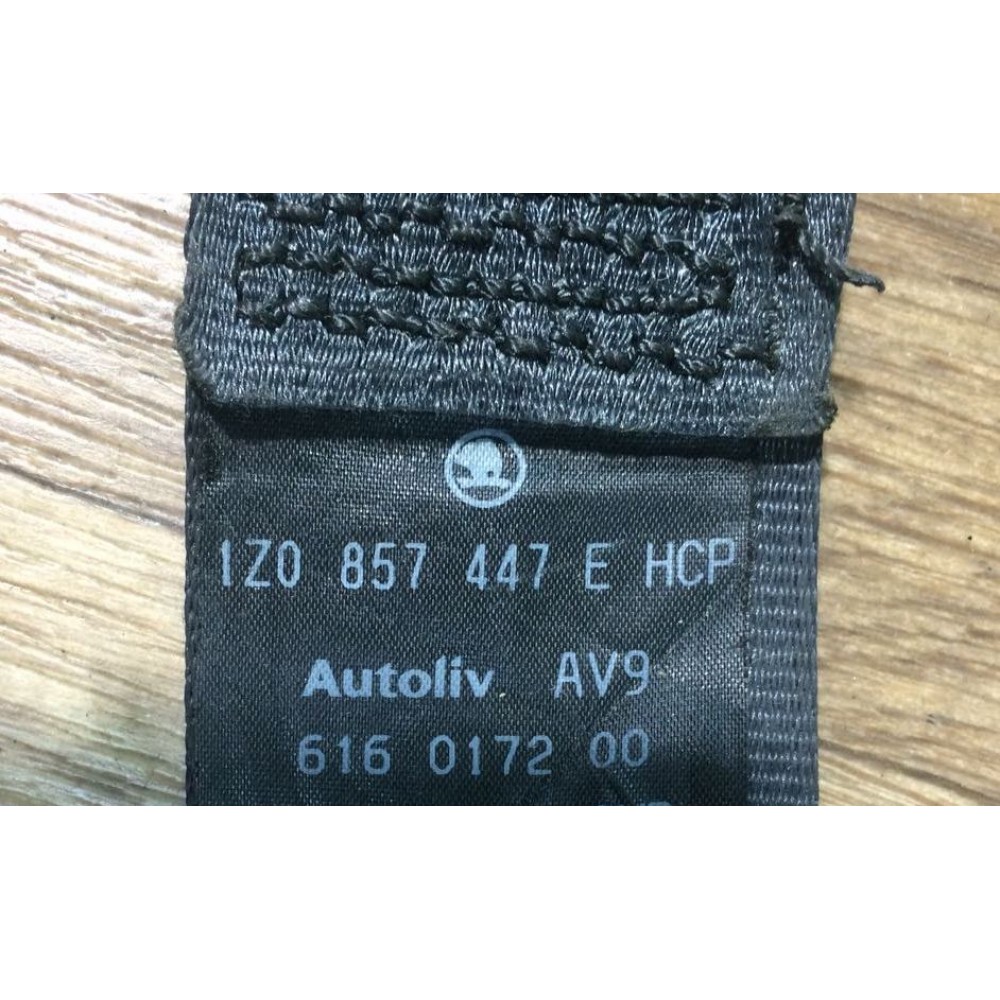 1Z0 857 447 E HCP
Autoliv AV9
616 0172 00